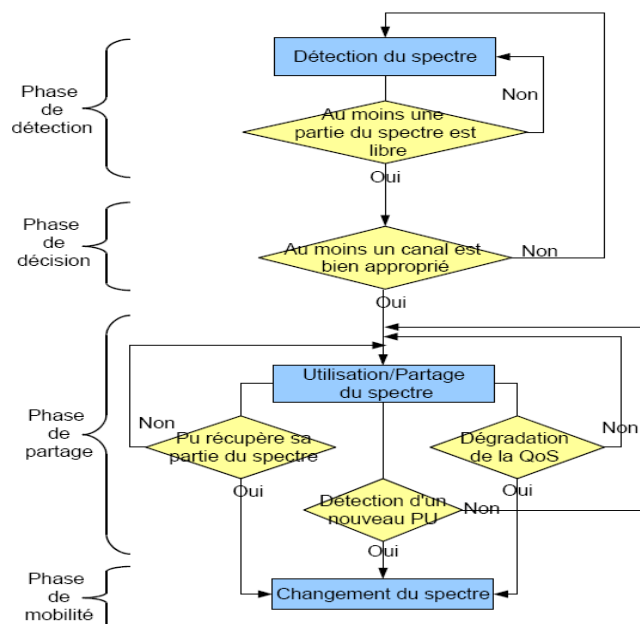 Phase
de
détection
Détection du spectre
Non
Au moins une
partie du spectre est
libre
Oui
Phase
de
décision
Au moins un canal est
bien approprié
Non
Oui
Phase
de
partage
Utilisation/Partage
du spectre
Non
Pu récupère sa
partie du spectre
Oui
Dégradation
de la QoS
Non
Oui
Détection d'un
nouveau PU
Non
Oui
Phase
de
mobilité
Changement du spectre